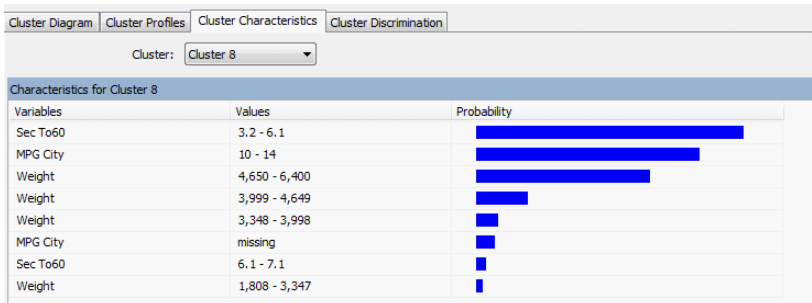 Cluster Diagram Cluster Profiles Cluster Characteristics Cluster Discrimination
Cluster: Cluster 8
Characteristics for Cluster 8
Variables Values Probability
Sec To60 3.2 - 6.1
MPG City 10 - 14
Weight 4,650 - 6,400
Weight 3,999 - 4,649
Weight 3,348 - 3,998
MPG City missing
Sec To60 6.1 - 7.1
Weight 1,808 - 3,347